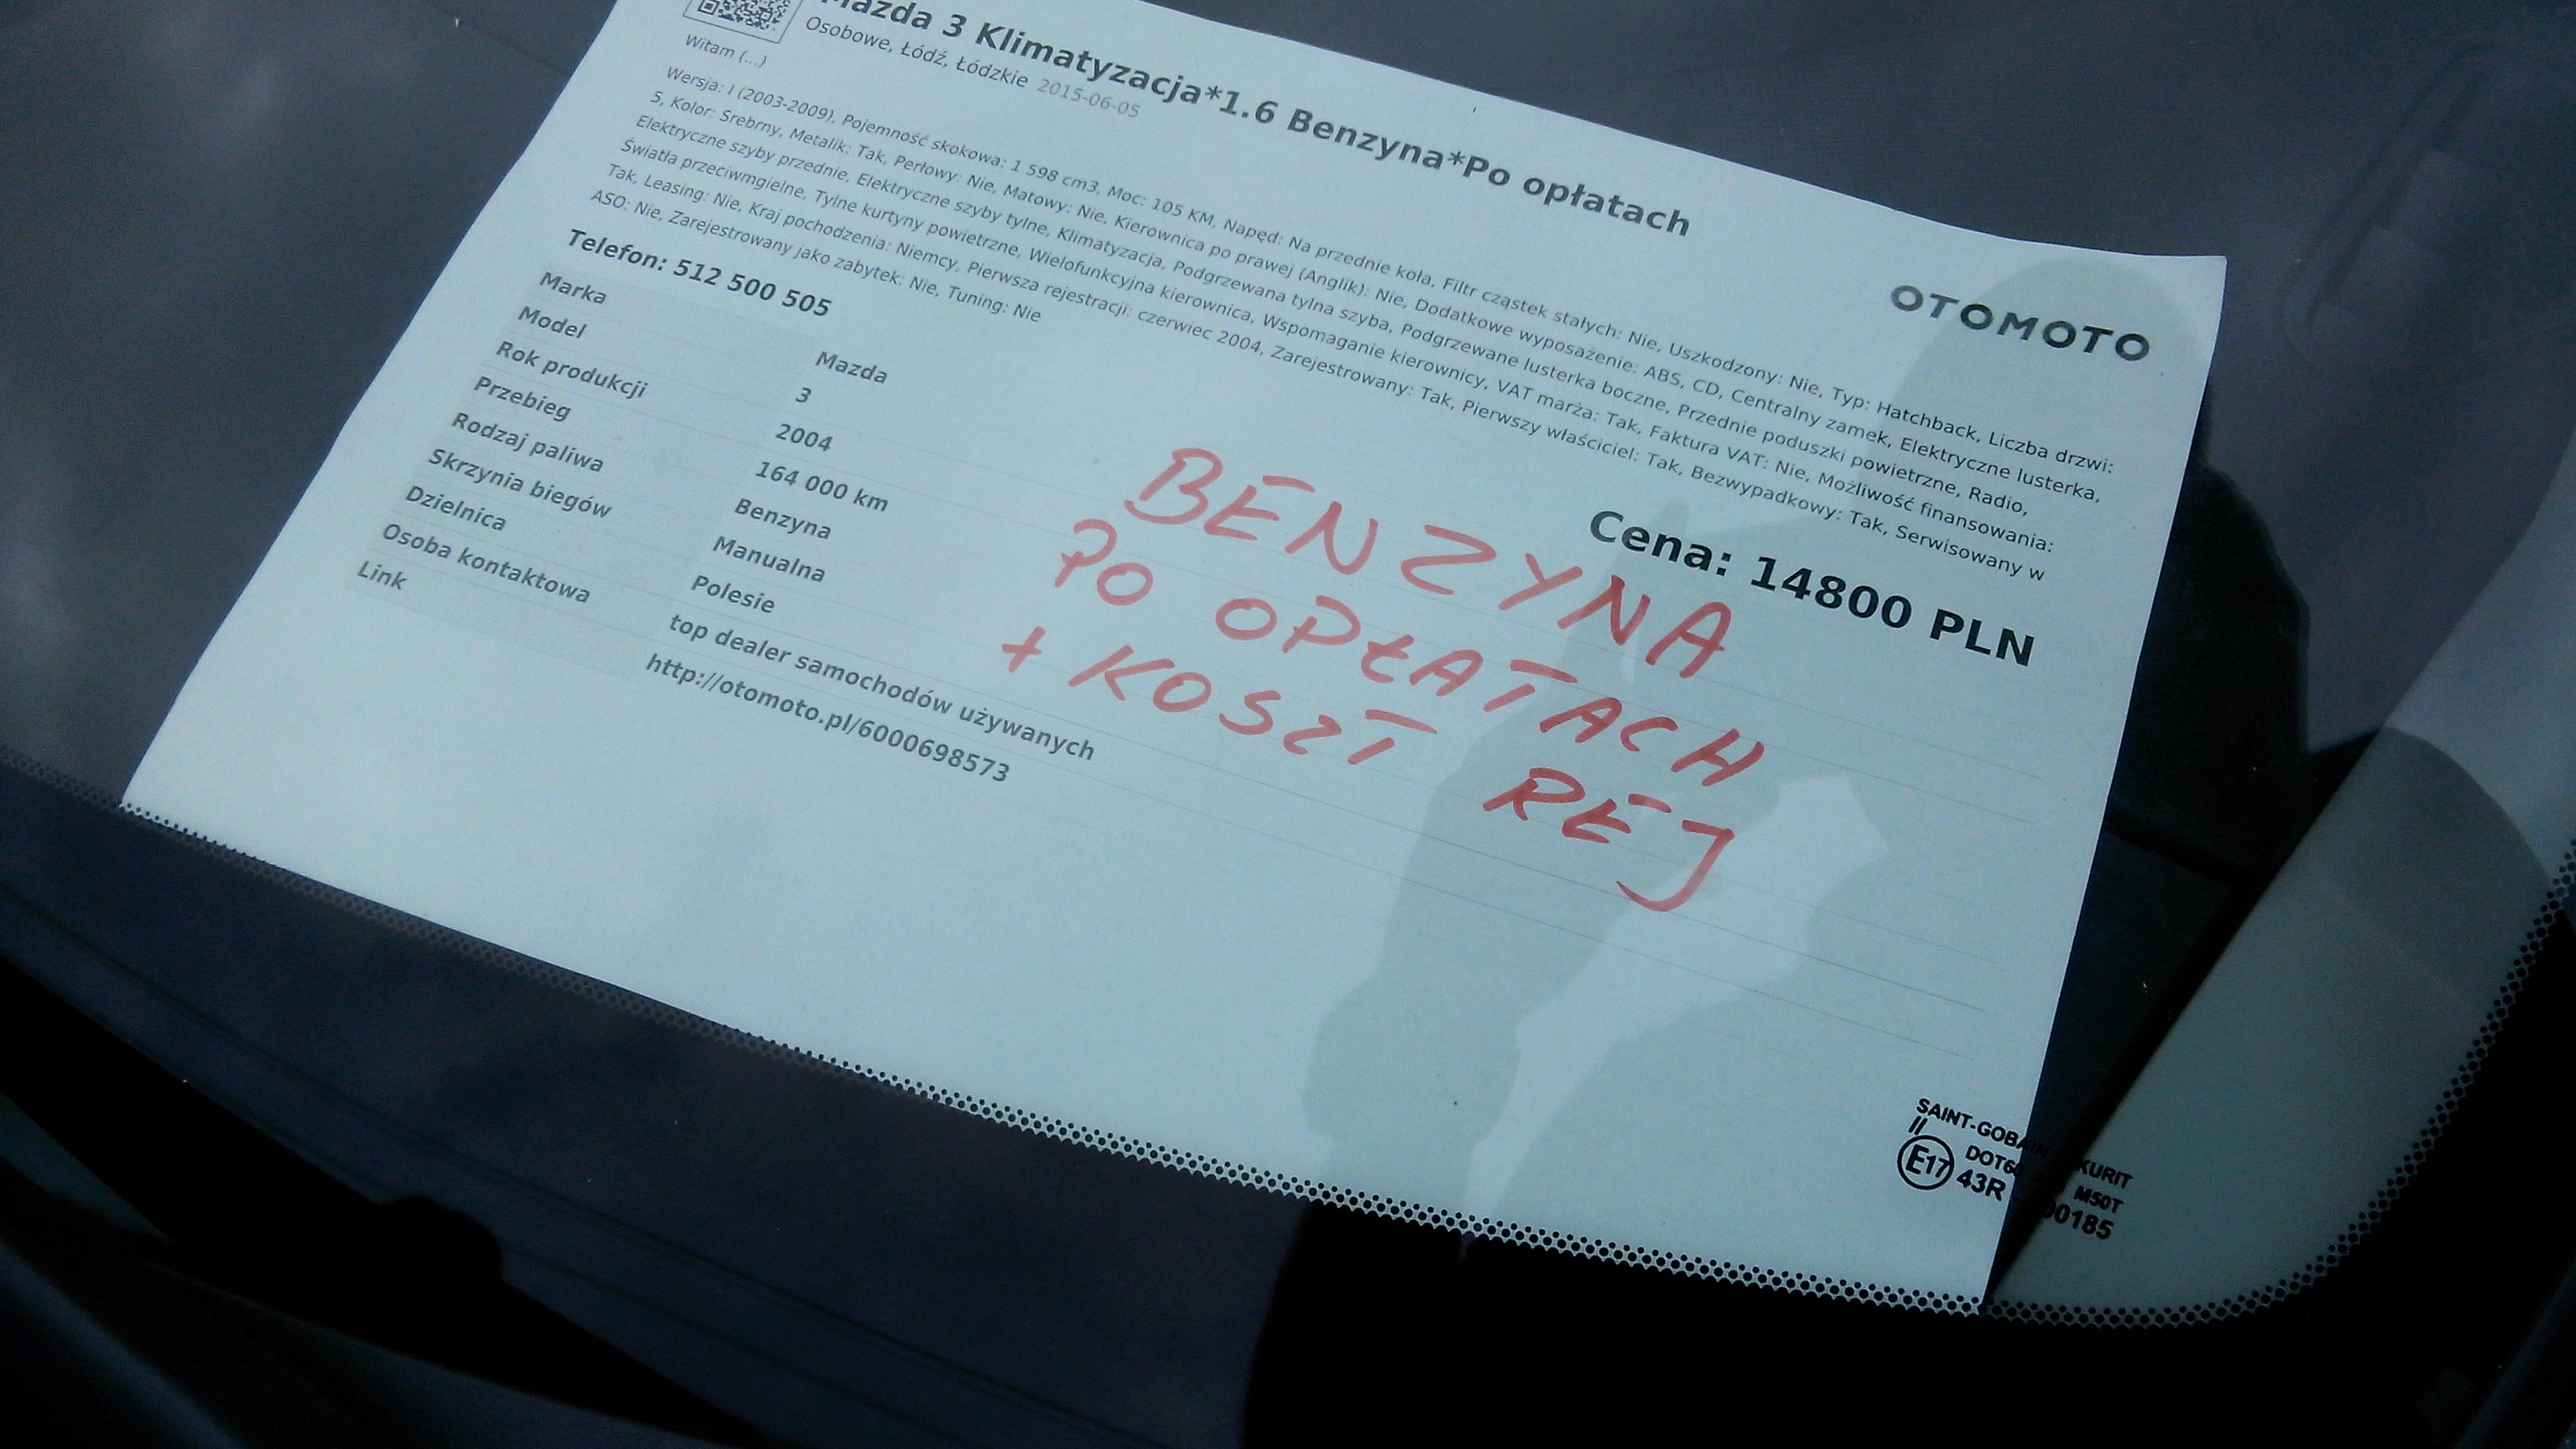 Mazda 3 Klimatyzacja*1.6 Benzyna*Po opłatach
Osobowe, Łódź, Łódzkie 2015-06-05
OTOMOTO
Witam (...)
Wersja: I (2003-2009), Pojemność skokowa: 1 598 cm3, Moc: 105 KM, Napęd: Na przednie koła, Filtr cząstek stałych: Nie, Uszkodzony: Nie, Typ: Hatchback, Liczba drzwi:
5, Kolor: Srebrny, Metalik: Tak, Perłowy: Nie, Matowy: Nie, Kierownica po prawej (Anglik): Nie, Dodatkowe wyposażenie: ABS, CD, Centralny zamek, Elektryczne lusterka,
Elektryczne szyby przednie, Elektryczne szyby tylne, Klimatyzacja, Podgrzewana tylna szyba, Podgrzewane lusterka boczne, Przednie poduszki powietrzne, Radio,
Światła przeciwmgielne, Tylne kurtyny powietrzne, Wielofunkcyjna kierownica, Wspomaganie kierownicy, VAT marża: Tak, Faktura VAT: Nie, Możliwość finansowania:
Tak, Leasing: Nie, Kraj pochodzenia: Niemcy, Pierwsza rejestracji: czerwiec 2004, Zarejestrowany: Tak, Pierwszy właściciel: Tak, Bezwypadkowy: Tak, Serwisowany w
ASO: Nie, Zarejestrowany jako zabytek: Nie, Tuning: Nie
Telefon: 512 500 505
Cena: 14800 PLN
Marka Mazda
Model 3
Rok produkcji 2004
Przebieg 164 000 km
Rodzaj paliwa Benzyna
Skrzynia biegów Manualna
Dzielnica Polesie
Osoba kontaktowa top dealer samochodów używanych
Link http://otomoto.pl/6000698573
BENZYNA
PO OPŁATACH
+ KOSZT REJ
SAINT-GOBAIN
II
M50T
E17 43R